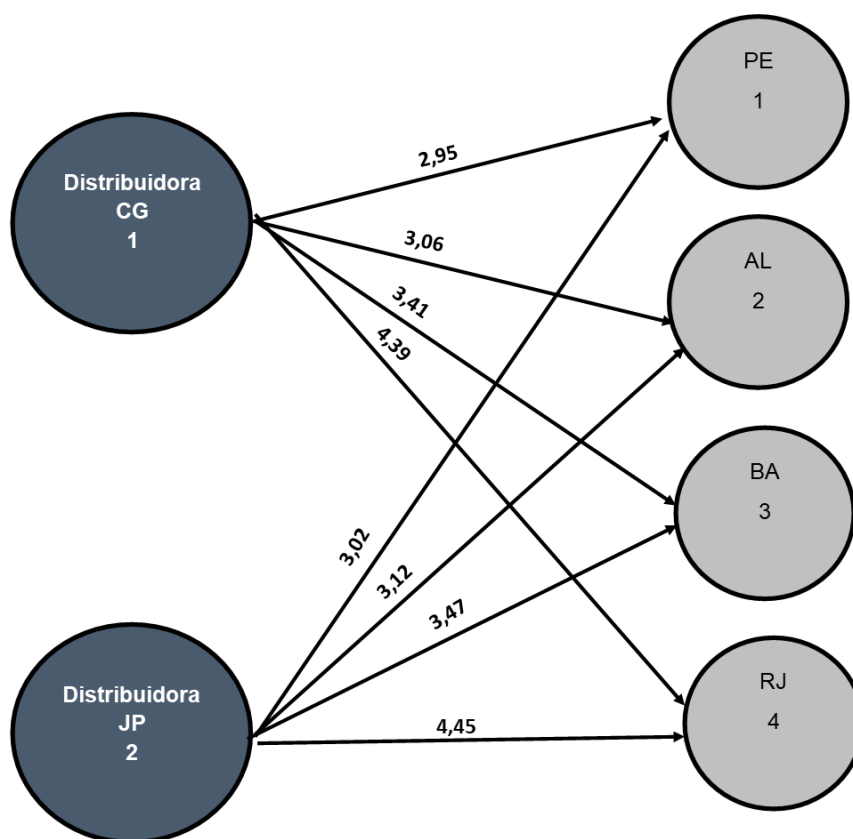 PE
1
Distribuidora
CG
1
2,95
3,06
3,41
4,39
AL
2
BA
3
3,02
3,12
3,47
4,45
Distribuidora
JP
2
RJ
4